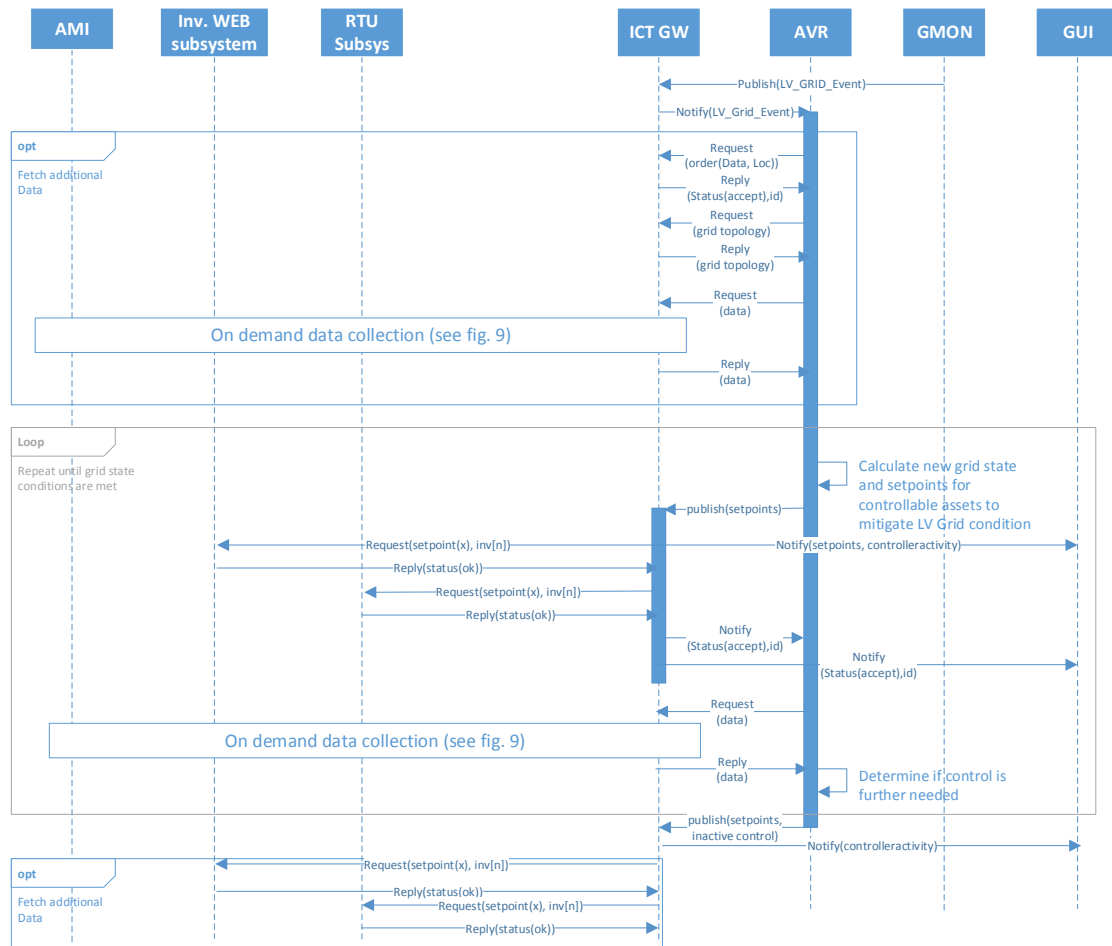 AMI
Inv. WEB
subsystem
RTU
Subsys
ICT GW
AVR
GMON
GUI
Publish(LV_GRID_Event)
Notify(LV_Grid_Event)
opt
Fetch additional
Data
Request
(order(Data, Loc))
Reply
(Status(accept),id)
Request
(grid topology)
Reply
(grid topology)
Request
(data)
On demand data collection (see fig. 9)
Reply
(data)
Loop
Repeat until grid state
conditions are met
Calculate new grid state
and setpoints for
controllable assets to
mitigate LV Grid condition
publish(setpoints)
Request(setpoint(x), inv[n])
Notify(setpoints, controlleractivity)
Reply(status(ok))
Request(setpoint(x), inv[n])
Reply(status(ok))
Notify
(Status(accept),id)
Notify
(Status(accept),id)
Request
(data)
On demand data collection (see fig. 9)
Reply
(data)
Determine if control is
further needed
publish(setpoints,
inactive control)
Notify(controlleractivity)
opt
Fetch additional
Data
Request(setpoint(x), inv[n])
Reply(status(ok))
Request(setpoint(x), inv[n])
Reply(status(ok))